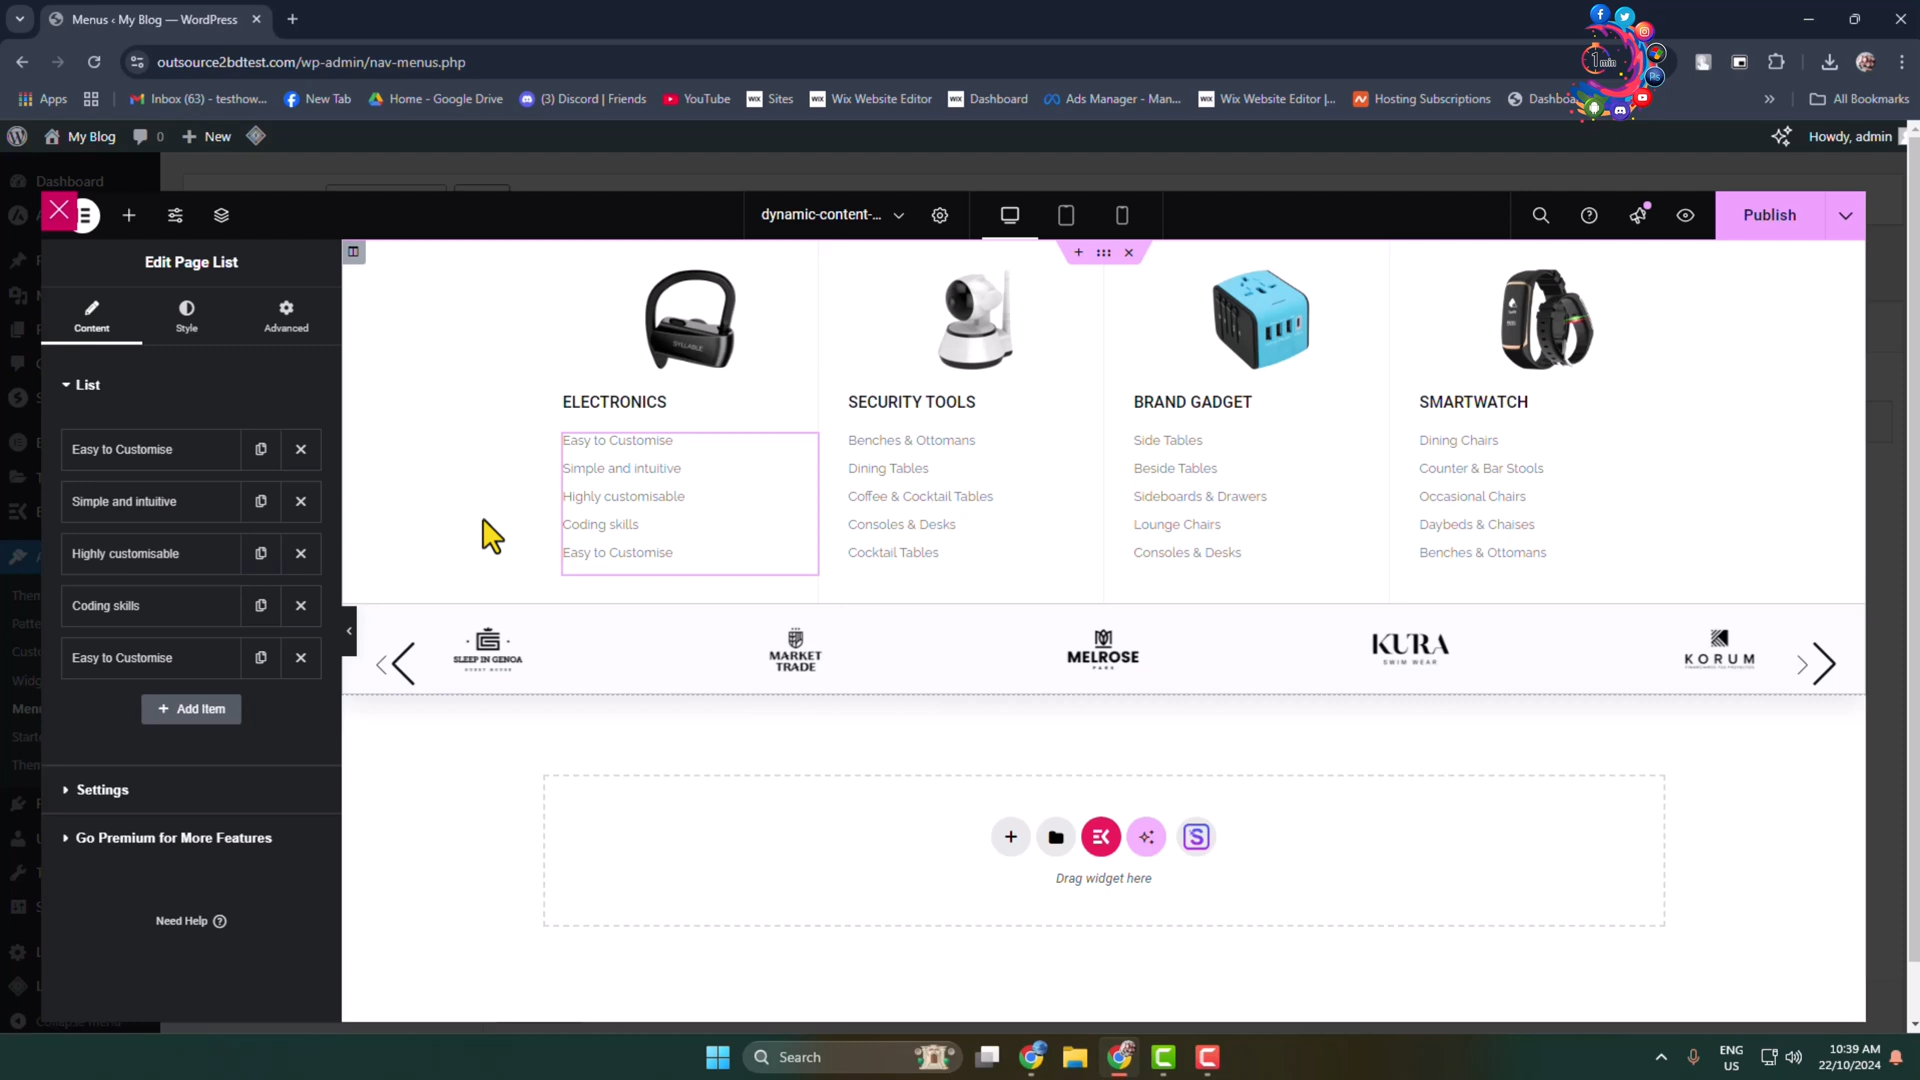 Menus ‹ My Blog — WordPress
outsource2bdtest.com/wp-admin/nav-menus.php
1min
Apps
Inbox (63) - testhow...
New Tab
Home - Google Drive
(3) Discord | Friends
YouTube
Sites
Wix Website Editor
Dashboard
Ads Manager - Man...
Wix Website Editor |...
Hosting Subscriptions
All Bookmarks
My Blog
0
New
Howdy, admin
Dashboard
dynamic-content-...
Publish
Edit Page List
Content
Style
Advanced
List
Easy to Customise
Simple and intuitive
Highly customisable
Coding skills
Easy to Customise
+ Add Item
Settings
Go Premium for More Features
Need Help
SYLLABLE
ELECTRONICS
Easy to Customise
Simple and intuitive
Highly customisable
Coding skills
Easy to Customise
SECURITY TOOLS
Benches & Ottomans
Dining Tables
Coffee & Cocktail Tables
Consoles & Desks
Cocktail Tables
BRAND GADGET
Side Tables
Beside Tables
Sideboards & Drawers
Lounge Chairs
Consoles & Desks
SMARTWATCH
Dining Chairs
Counter & Bar Stools
Occasional Chairs
Daybeds & Chaises
Benches & Ottomans
SLEEP IN GENOA
MARKET
TRADE
MELROSE
PARK
KURA
SWIM WEAR
KORUM
Drag widget here
Search
ENG
US
10:39 AM
22/10/2024